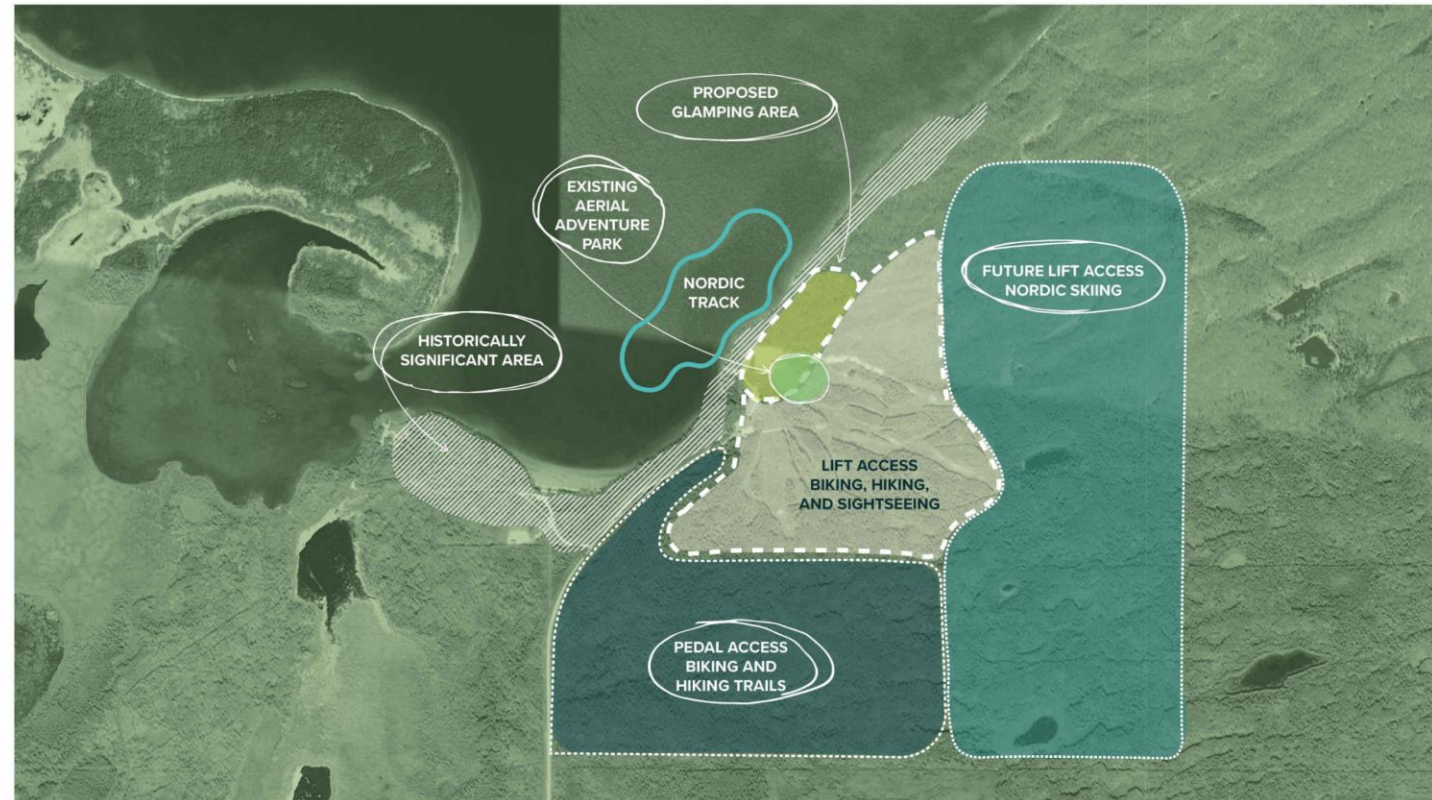 PROPOSED
GLAMPING AREA
EXISTING
AERIAL
ADVENTURE
PARK
NORDIC
TRACK
FUTURE LIFT ACCESS
NORDIC SKIING
HISTORICALLY
SIGNIFICANT AREA
LIFT ACCESS
BIKING, HIKING,
AND SIGHTSEEING
PEDAL ACCESS
BIKING AND
HIKING TRAILS